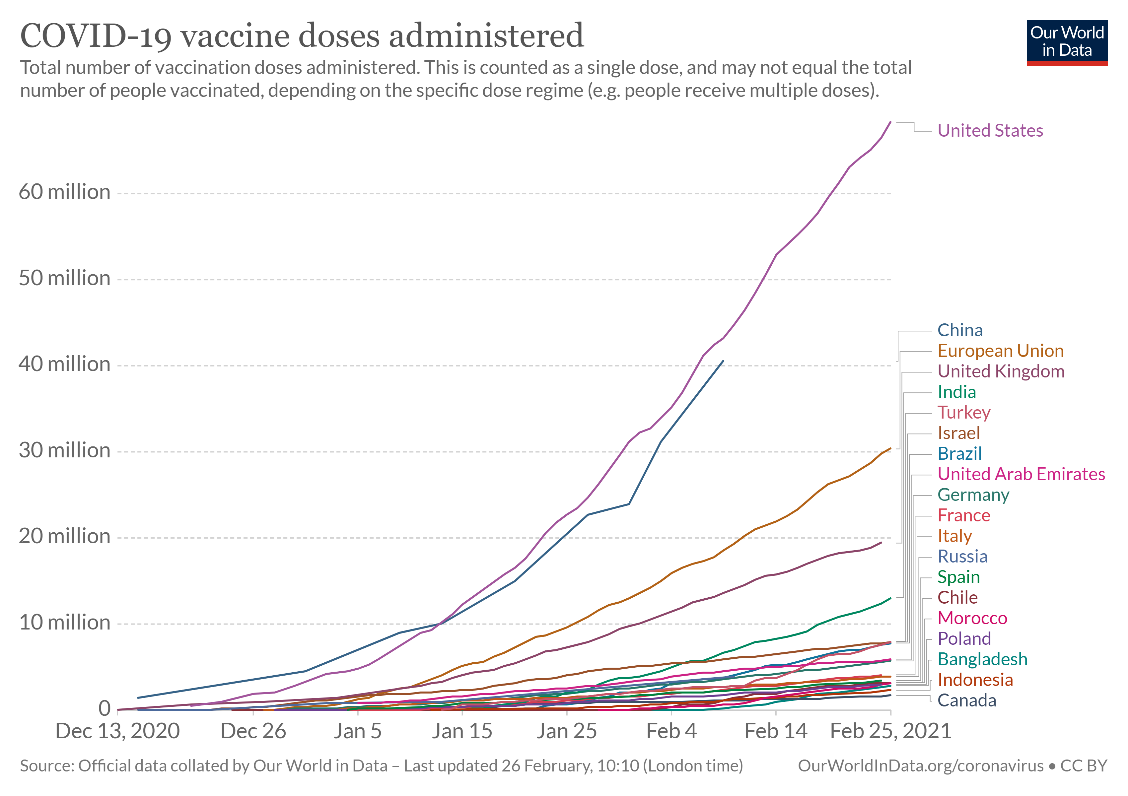 COVID-19 vaccine doses administered
Our World
in Data
Total number of vaccination doses administered. This is counted as a single dose, and may not equal the total
number of people vaccinated, depending on the specific dose regime (e.g. people receive multiple doses).
United States
60 million
50 million
China
European Union
40 million
United Kingdom
India
Turkey
Israel
30 million
Brazil
United Arab Emirates
Germany
France
20 million
Italy
Russia
Spain
Chile
10 million
Morocco
Poland
Bangladesh
Indonesia
Canada
0
Dec 13, 2020 Dec 26 Jan 5 Jan 15 Jan 25 Feb 4 Feb 14 Feb 25, 2021
Source: Official data collated by Our World in Data – Last updated 26 February, 10:10 (London time)
OurWorldInData.org/coronavirus • CC BY